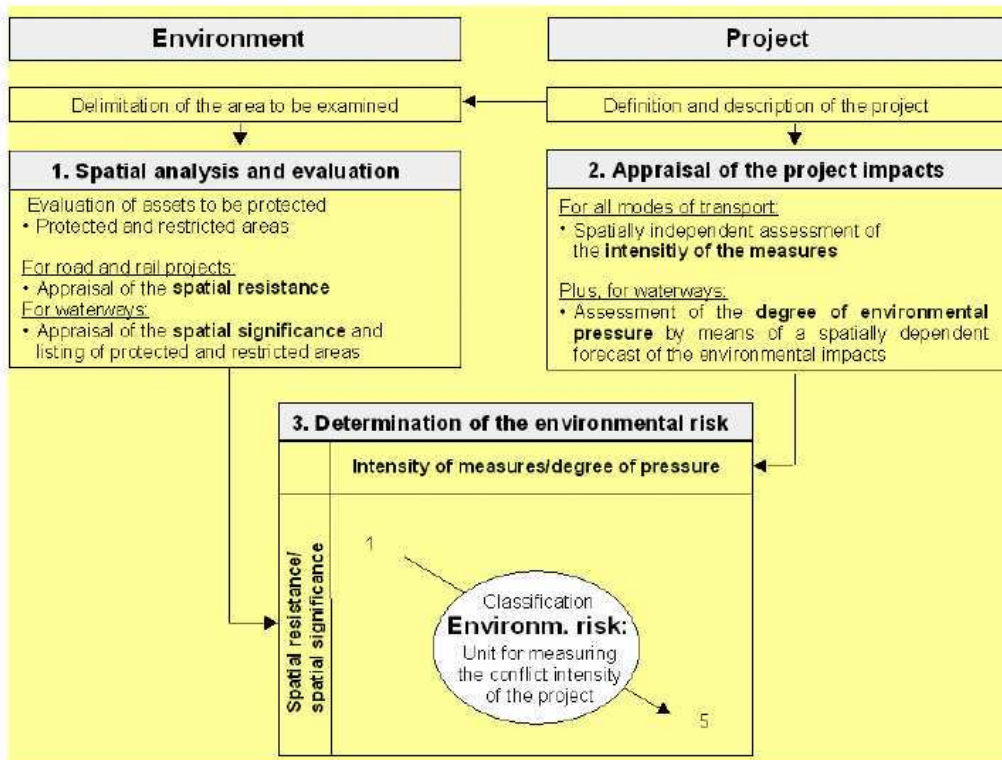 Environment
Project
Delimitation of the area to be examined
Definition and description of the project
1. Spatial analysis and evaluation
Evaluation of assets to be protected
• Protected and restricted areas
For road and rail projects:
• Appraisal of the spatial resistance
For waterways:
• Appraisal of the spatial significance and
listing of protected and restricted areas
2. Appraisal of the project impacts
For all modes of transport:
• Spatially independent assessment of
the intensitiy of the measures
Plus, for waterways:
• Assessment of the degree of environmental
pressure by means of a spatially dependent
forecast of the environmental impacts
3. Determination of the environmental risk
Intensity of measures/degree of pressure
Spatial resistance/
spatial significance
1
Classification
Environm. risk:
Unit for measuring
the conflict intensity
of the project
5